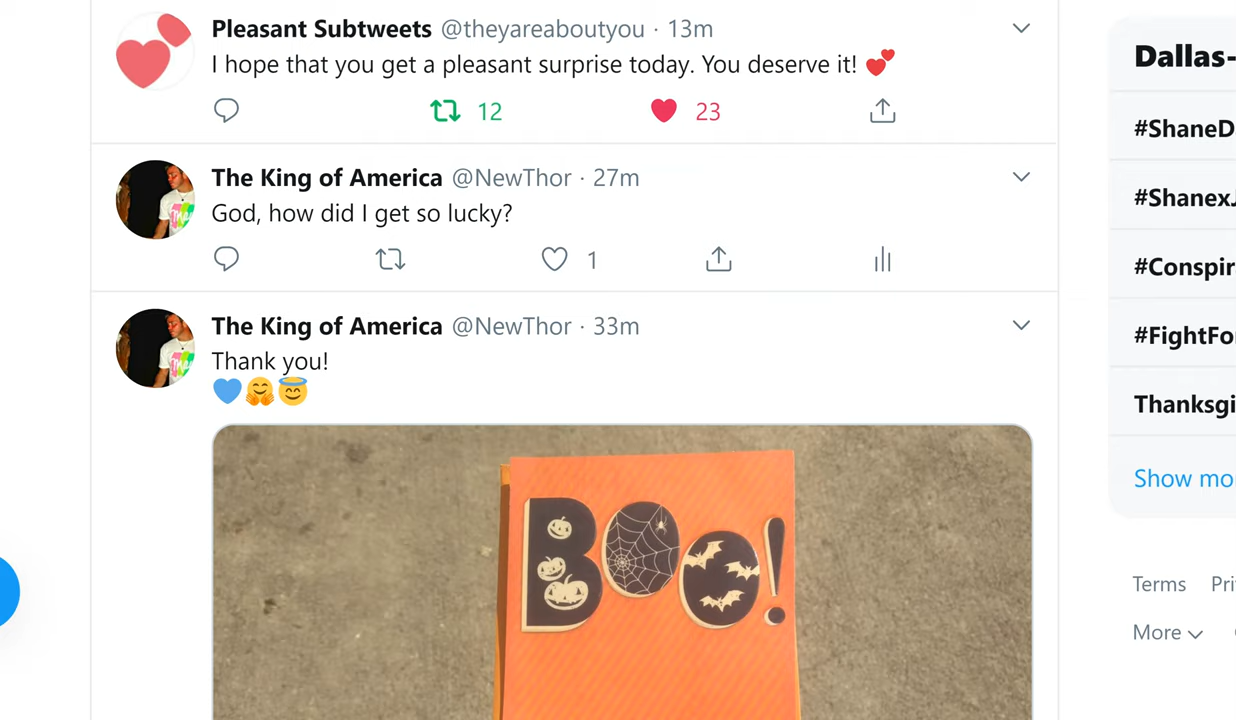 Pleasant Subtweets @theyareaboutyou · 13m
I hope that you get a pleasant surprise today. You deserve it! 💕
12 23
The King of America @NewThor · 27m
God, how did I get so lucky?
1
The King of America @NewThor · 33m
Thank you!
💙🤗😇
BOO!
Dallas-
#ShaneD
#Shanex
#Conspir
#FightFo
Thanksgi
Show mo
Terms Pri
More